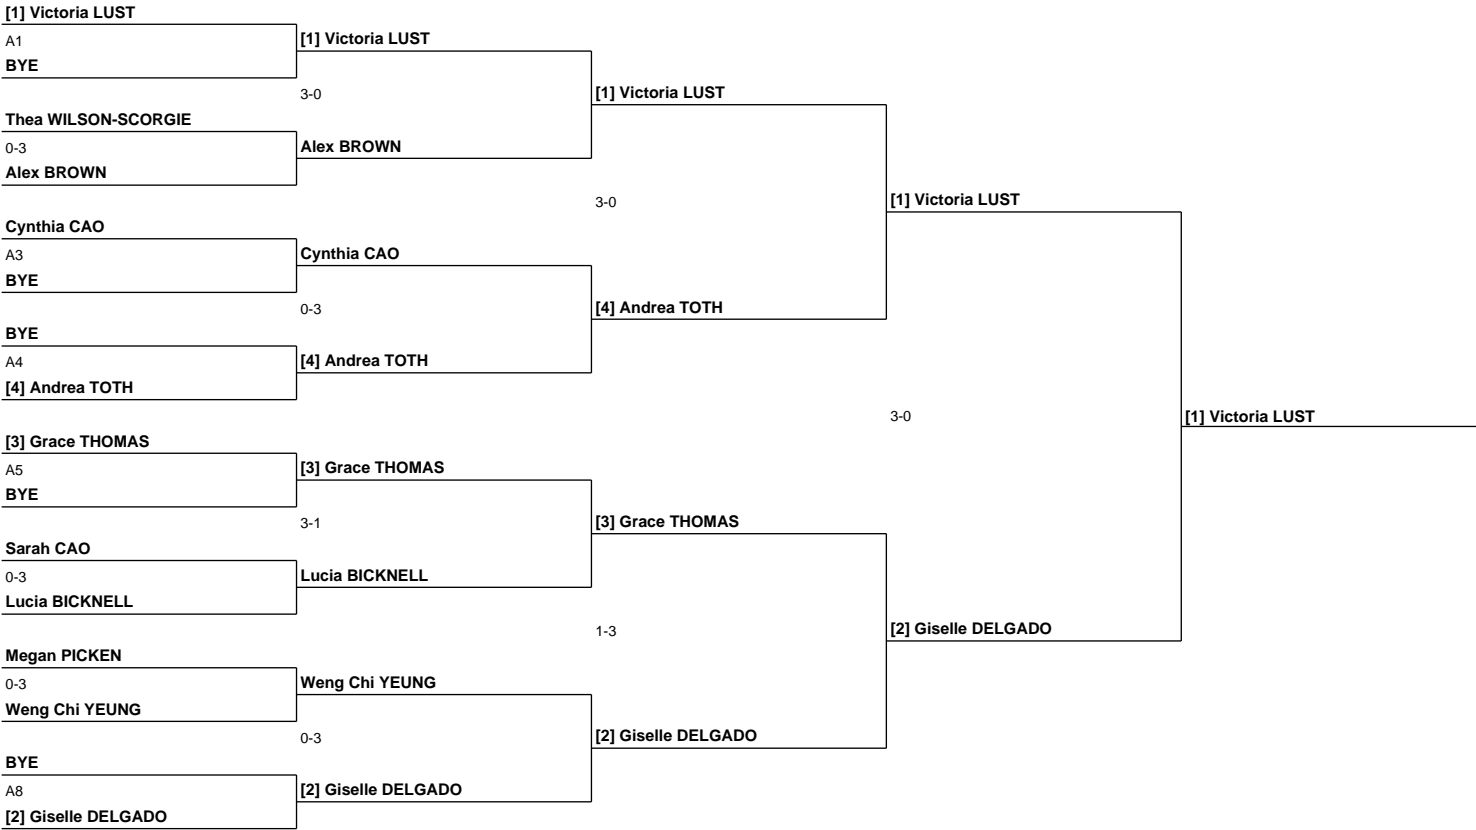 [1] Victoria LUST
A1
BYE
[1] Victoria LUST
3-0
Thea WILSON-SCORGIE
0-3
Alex BROWN
Alex BROWN
[1] Victoria LUST
3-0
Cynthia CAO
A3
BYE
Cynthia CAO
0-3
BYE
A4
[4] Andrea TOTH
[4] Andrea TOTH
[4] Andrea TOTH
[1] Victoria LUST
3-0
[3] Grace THOMAS
A5
BYE
[3] Grace THOMAS
3-1
Sarah CAO
0-3
Lucia BICKNELL
Lucia BICKNELL
[3] Grace THOMAS
1-3
Megan PICKEN
0-3
Weng Chi YEUNG
Weng Chi YEUNG
0-3
BYE
A8
[2] Giselle DELGADO
[2] Giselle DELGADO
[2] Giselle DELGADO
[2] Giselle DELGADO
[1] Victoria LUST